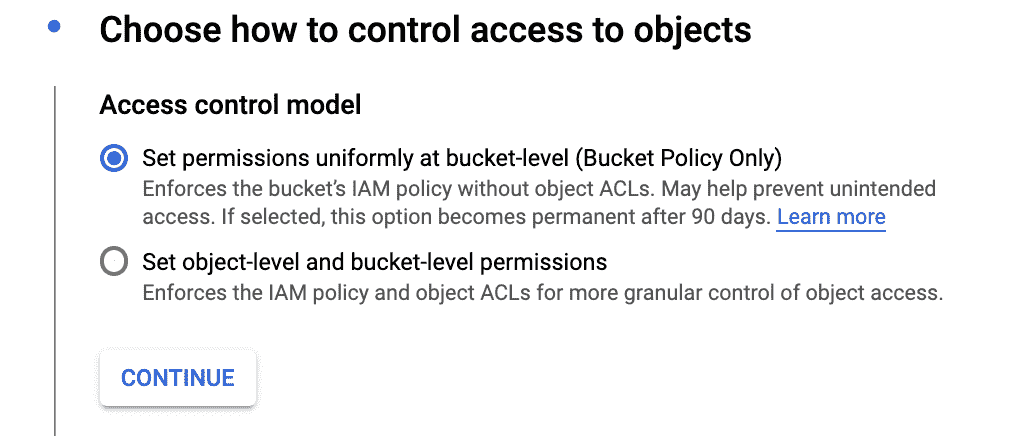 Choose how to control access to objects
Access control model
Set permissions uniformly at bucket-level (Bucket Policy Only)
Enforces the bucket’s IAM policy without object ACLs. May help prevent unintended
access. If selected, this option becomes permanent after 90 days. Learn more
Set object-level and bucket-level permissions
Enforces the IAM policy and object ACLs for more granular control of object access.
CONTINUE